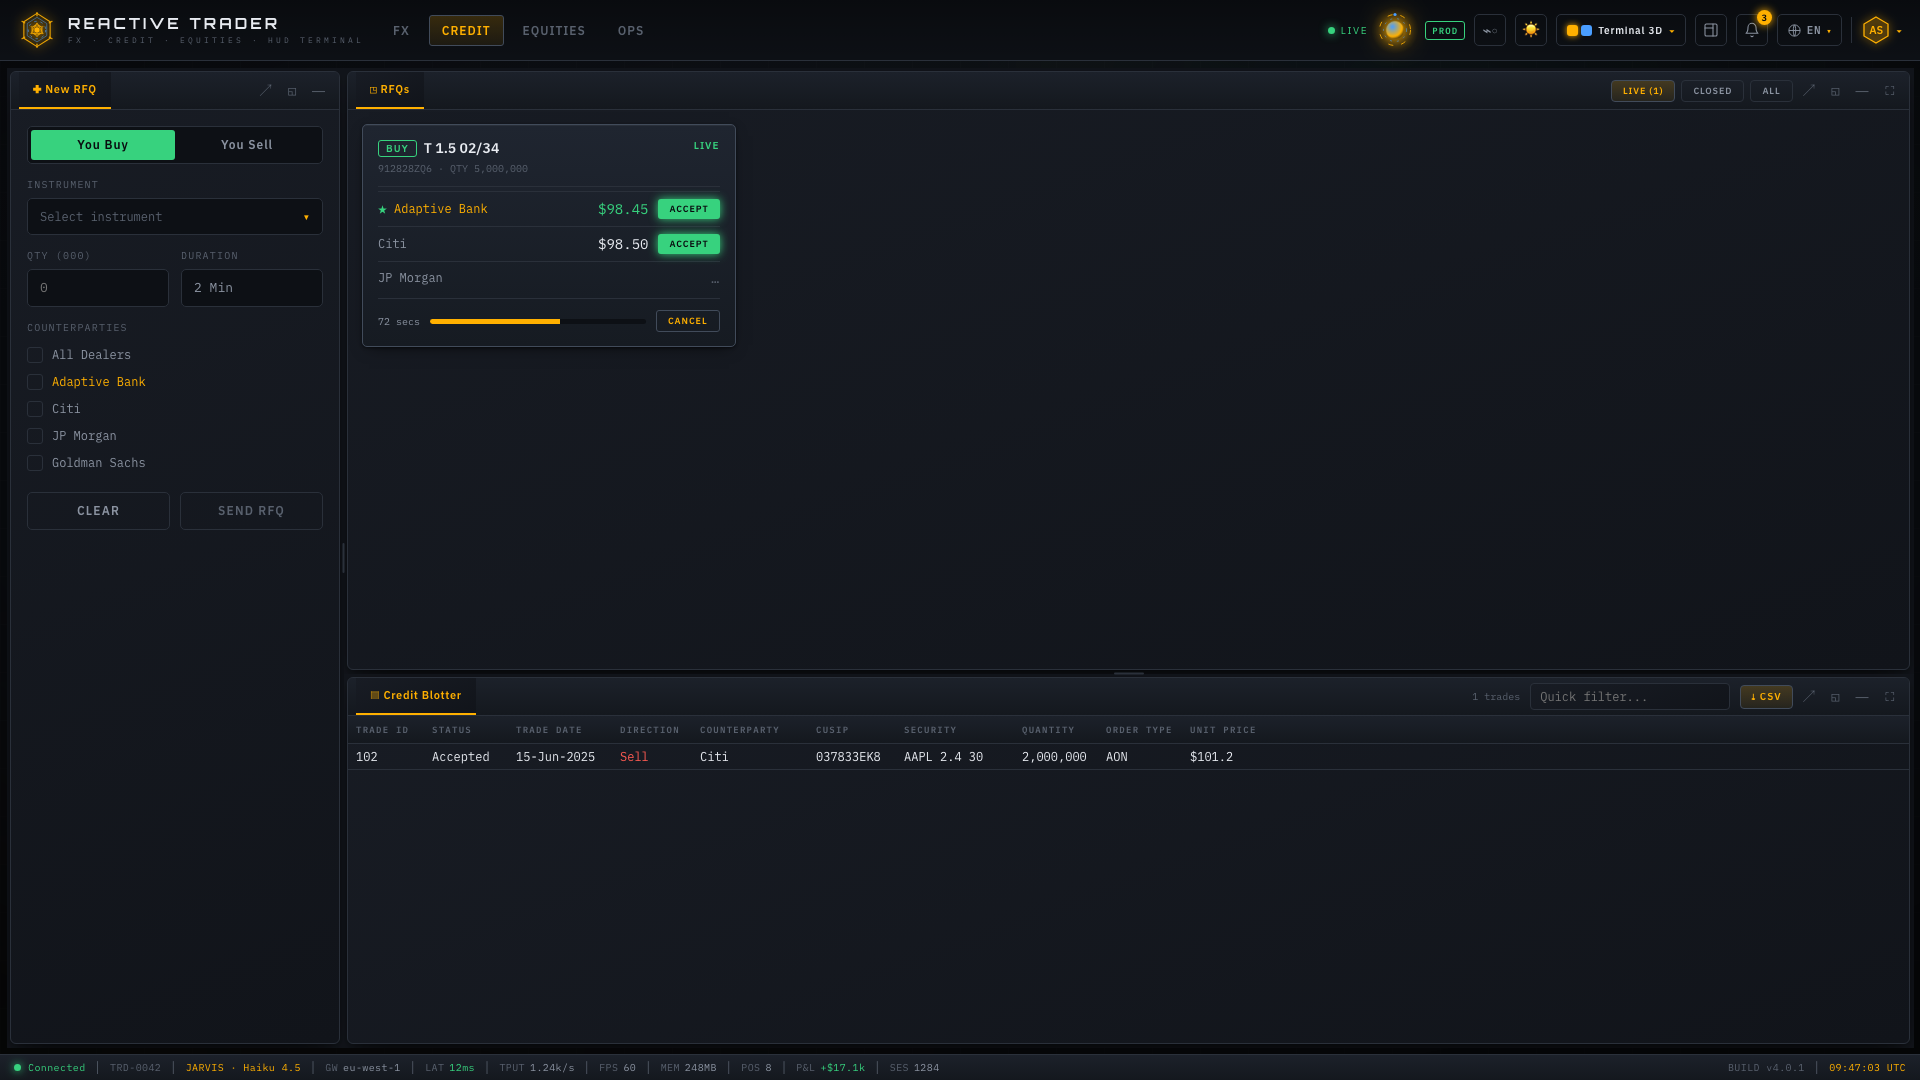 REACTIVE TRADER
FX · CREDIT · EQUITIES · HUD TERMINAL
FX CREDIT EQUITIES OPS
LIVE PROD Terminal 3D 3 EN AS
New RFQ
You Buy You Sell
INSTRUMENT
Select instrument
QTY (000) DURATION
0 2 Min
COUNTERPARTIES
All Dealers
Adaptive Bank
Citi
JP Morgan
Goldman Sachs
CLEAR SEND RFQ
RFQs LIVE (1) CLOSED ALL
BUY T 1.5 02/34 LIVE
912828ZQ6 · QTY 5,000,000
★ Adaptive Bank $98.45 ACCEPT
Citi $98.50 ACCEPT
JP Morgan …
72 secs CANCEL
Credit Blotter 1 trades Quick filter... ↓ CSV
TRADE ID STATUS TRADE DATE DIRECTION COUNTERPARTY CUSIP SECURITY QUANTITY ORDER TYPE UNIT PRICE
102 Accepted 15-Jun-2025 Sell Citi 037833EK8 AAPL 2.4 30 2,000,000 AON $101.2
Connected TRD-0042 JARVIS · Haiku 4.5 GW eu-west-1 LAT 12ms TPUT 1.24k/s FPS 60 MEM 248MB POS 8 P&L +$17.1k SES 1284 BUILD v4.0.1 09:47:03 UTC